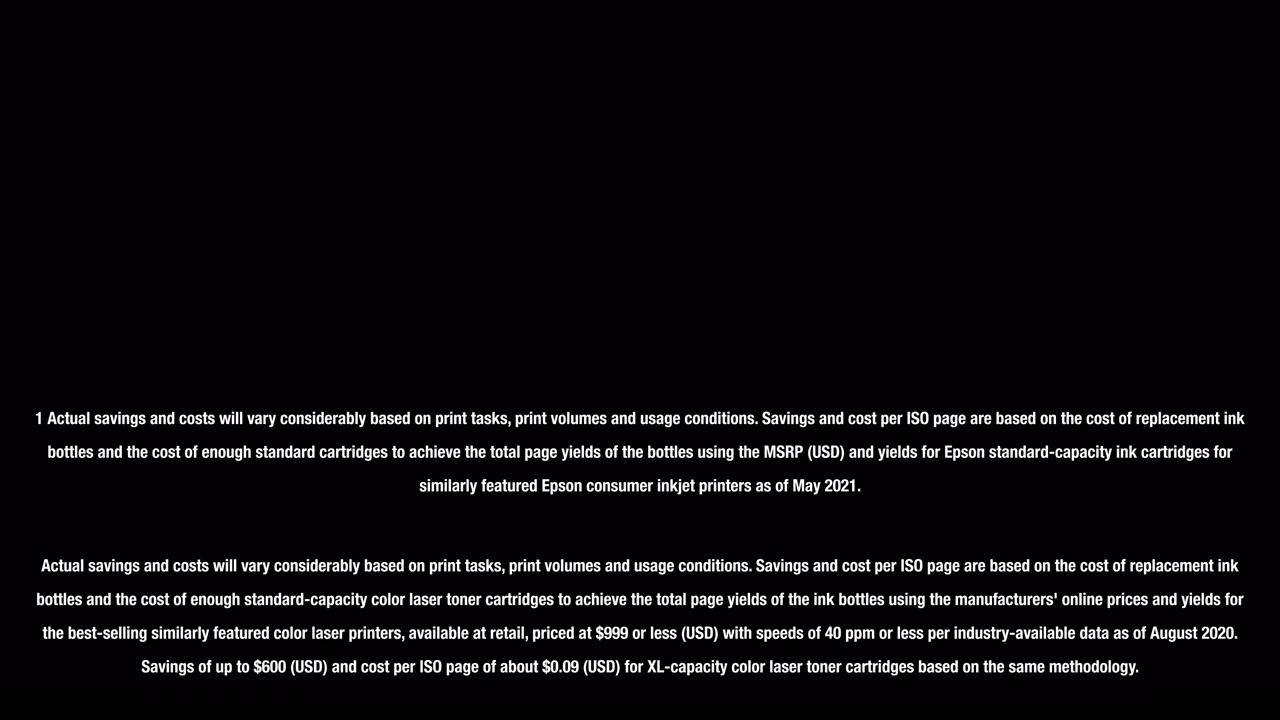 1 Actual savings and costs will vary considerably based on print tasks, print volumes and usage conditions. Savings and cost per ISO page are based on the cost of replacement ink
bottles and the cost of enough standard cartridges to achieve the total page yields of the bottles using the MSRP (USD) and yields for Epson standard-capacity ink cartridges for
similarly featured Epson consumer inkjet printers as of May 2021.
Actual savings and costs will vary considerably based on print tasks, print volumes and usage conditions. Savings and cost per ISO page are based on the cost of replacement ink
bottles and the cost of enough standard-capacity color laser toner cartridges to achieve the total page yields of the ink bottles using the manufacturers' online prices and yields for
the best-selling similarly featured color laser printers, available at retail, priced at $999 or less (USD) with speeds of 40 ppm or less per industry-available data as of August 2020.
Savings of up to $600 (USD) and cost per ISO page of about $0.09 (USD) for XL-capacity color laser toner cartridges based on the same methodology.